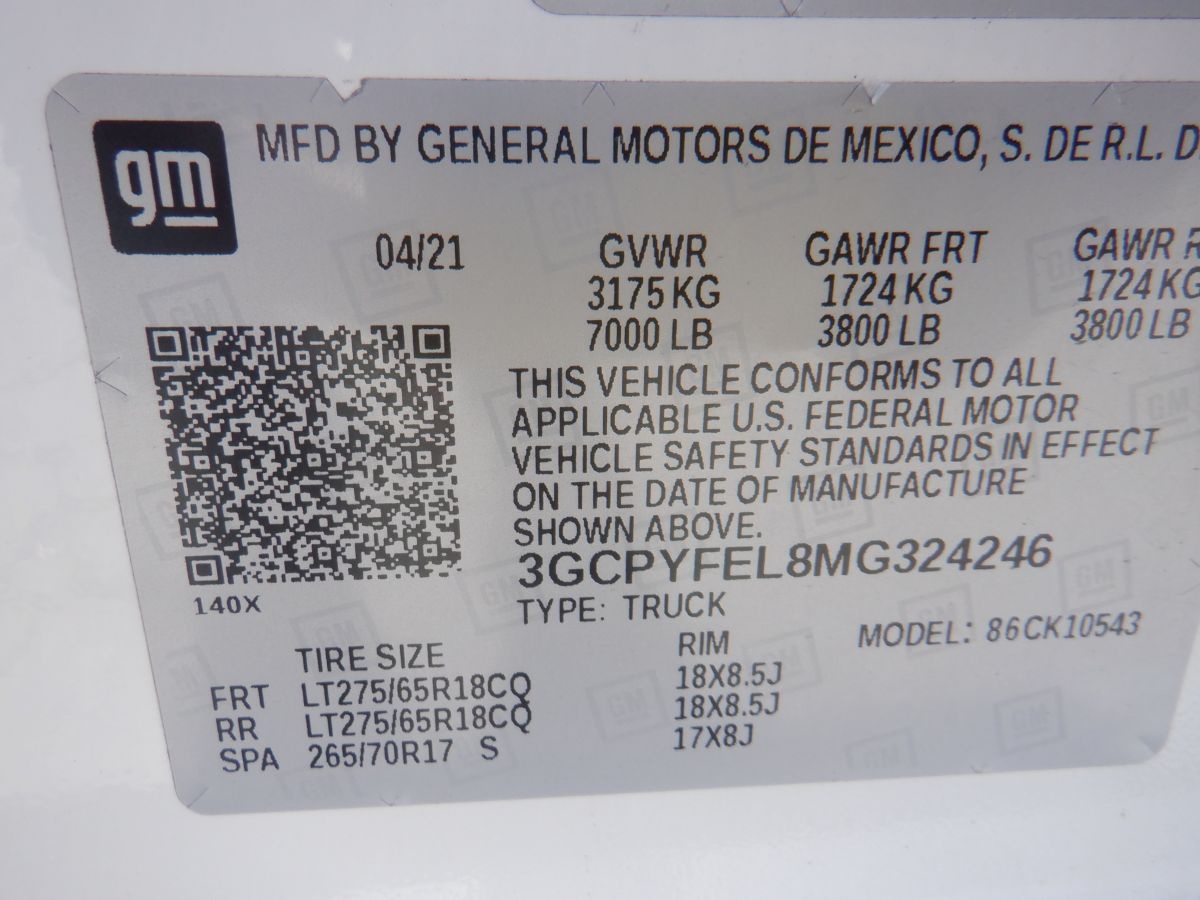 gm
MFD BY GENERAL MOTORS DE MEXICO, S. DE R.L. D
04/21 GVWR GAWR FRT GAWR R
3175 KG 1724 KG 1724 KG
7000 LB 3800 LB 3800 LB
THIS VEHICLE CONFORMS TO ALL
APPLICABLE U.S. FEDERAL MOTOR
VEHICLE SAFETY STANDARDS IN EFFECT
ON THE DATE OF MANUFACTURE
SHOWN ABOVE.
3GCPYFEL8MG324246
140X
TYPE: TRUCK
MODEL: 86CK10543
TIRE SIZE RIM
FRT LT275/65R18CQ 18X8.5J
RR LT275/65R18CQ 18X8.5J
SPA 265/70R17 S 17X8J